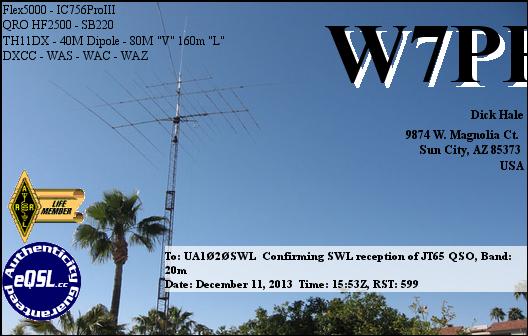 Flex5000 - IC756ProIII
QRO HF2500 - SB220
TH11DX - 40M Dipole - 80M "V" 160m "L"
DXCC - WAS - WAC - WAZ
Dick Hale
9874 W. Magnolia Ct.
Sun City, AZ 85373
USA
LIFE
MEMBER
Authenticity
eQSL.cc
Guaranteed
To: UA1Ø2ØSWL Confirming SWL reception of JT65 QSO, Band:
20m
Date: December 11, 2013 Time: 15:53Z, RST: 599